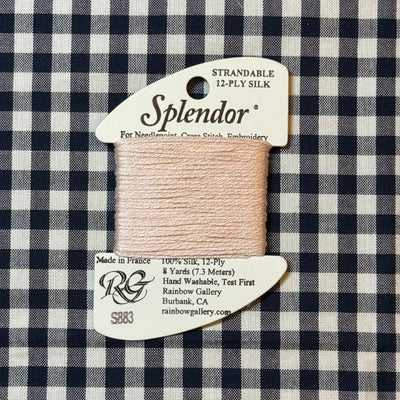 STRANDABLE
12-PLY SILK
Splendor®
For Needlepoint, Cross Stitch, Embroidery
Made in France
100% Silk, 12-Ply
8 Yards (7.3 Meters)
Hand Washable, Test First
Rainbow Gallery
Burbank, CA
rainbowgallery.com
RG
S883